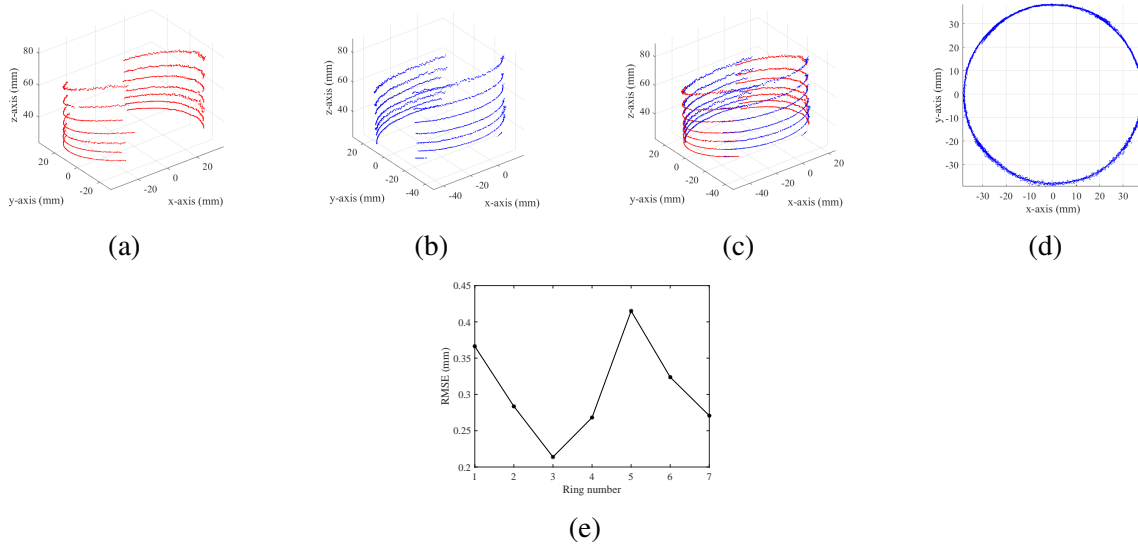 80
60
40
z-axis (mm)
20
0
-20
y-axis (mm)
-20
0
20
x-axis (mm)
(a)
80
60
40
z-axis (mm)
20
0
-20
-40
y-axis (mm)
-40
-20
0
x-axis (mm)
(b)
80
60
40
z-axis (mm)
20
0
-20
-40
y-axis (mm)
-40
-20
0
20
x-axis (mm)
(c)
30
20
10
0
-10
-20
-30
y-axis (mm)
-30 -20 -10 0 10 20 30
x-axis (mm)
(d)
0.45
0.4
0.35
0.3
0.25
0.2
RMSE (mm)
1 2 3 4 5 6 7
Ring number
(e)